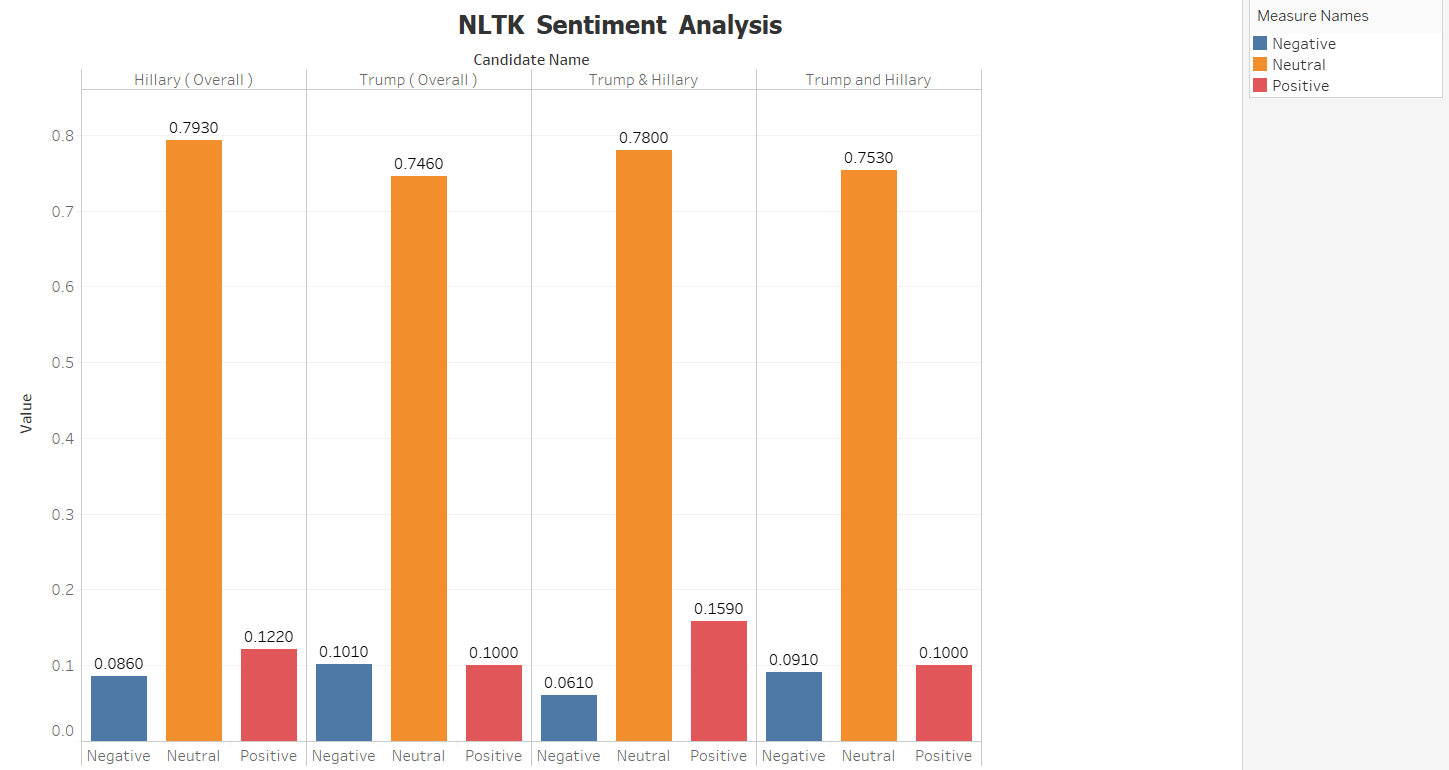 NLTK Sentiment Analysis
Candidate Name
Hillary ( Overall ) Trump ( Overall ) Trump & Hillary Trump and Hillary
Value
0.8
0.7
0.6
0.5
0.4
0.3
0.2
0.1
0.0
0.0860 0.7930 0.1220
0.1010 0.7460 0.1000
0.0610 0.7800 0.1590
0.0910 0.7530 0.1000
Negative Neutral Positive Negative Neutral Positive Negative Neutral Positive Negative Neutral Positive
Measure Names
Negative
Neutral
Positive